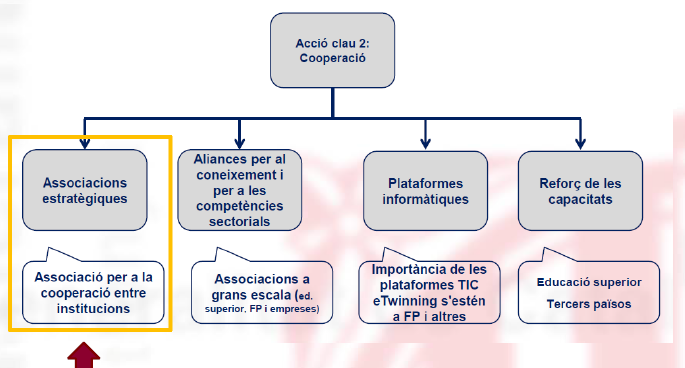 Acció clau 2:
Cooperació
Associacions
estratègiques
Aliances per al
coneixement i
per a les
competències
sectorials
Plataformes
informàtiques
Reforç de les
capacitats
Associació per a la
cooperació entre
institucions
Associacions a
grans escala (ed.
superior, FP i empreses)
Importància de les
plataformes TIC
eTwinning s'estén
a FP i altres
Educació superior
Tercers països